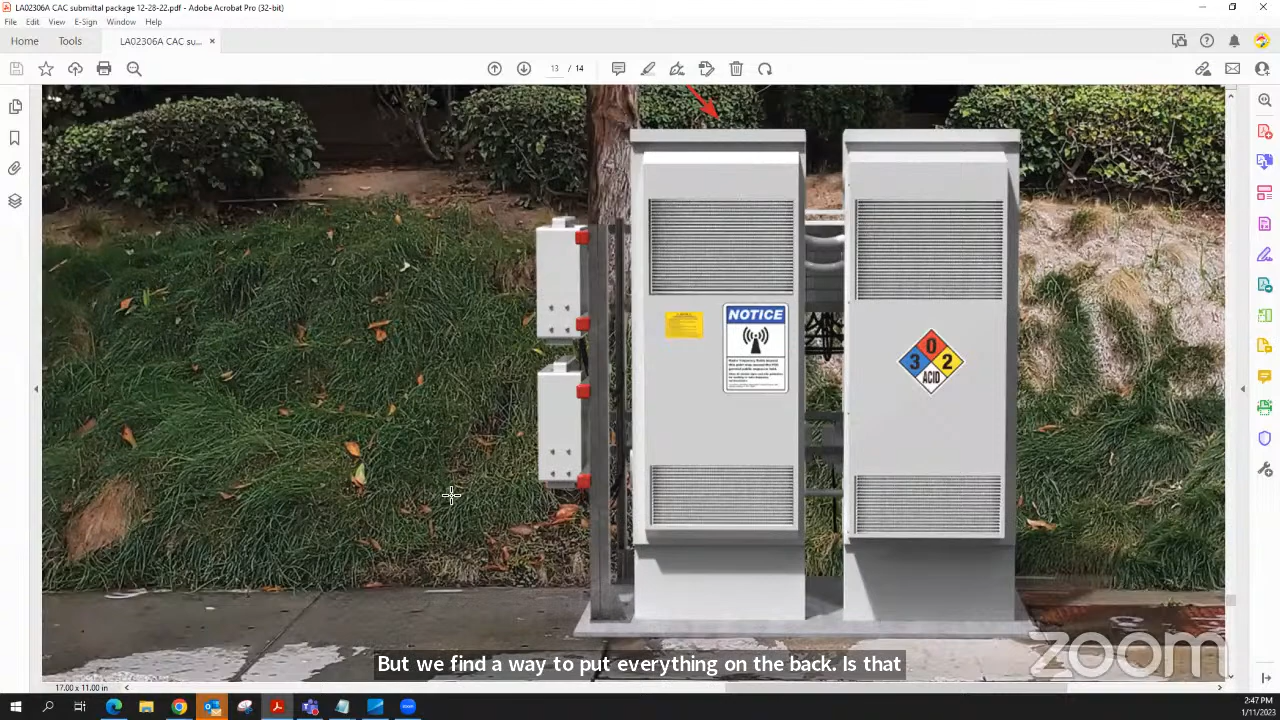 LA02306A CAC submittal package 12-28-22.pdf - Adobe Acrobat Pro (32-bit)
File Edit View E-Sign Window Help
Home Tools LA02306A CAC su... ×
13 / 14
NOTICE
0
3 2
ACID
zoom
But we find a way to put everything on the back. Is that
17.00 x 11.00 in
2:47 PM
1/11/2023